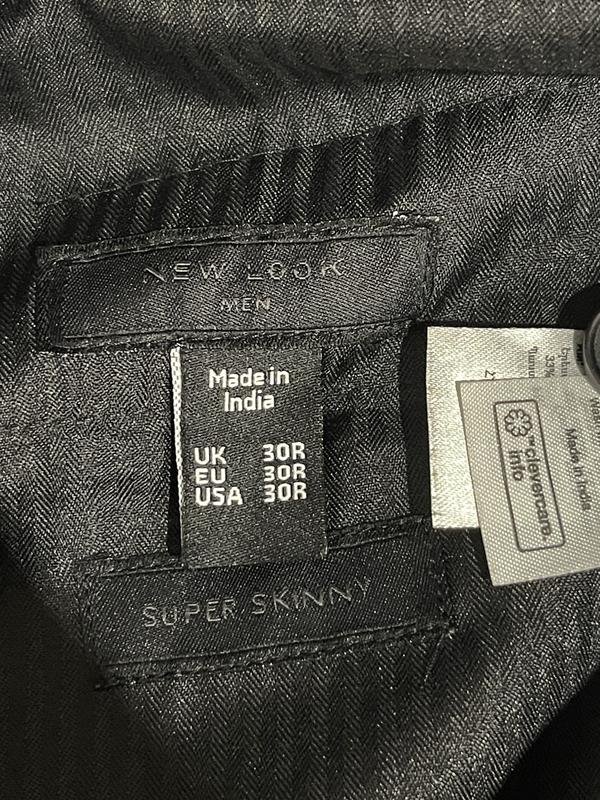 NEW LOOK
MEN
Made in
India
UK 30R
EU 30R
USA 30R
SUPER SKINNY
clevercare.
info
Made in India
33%